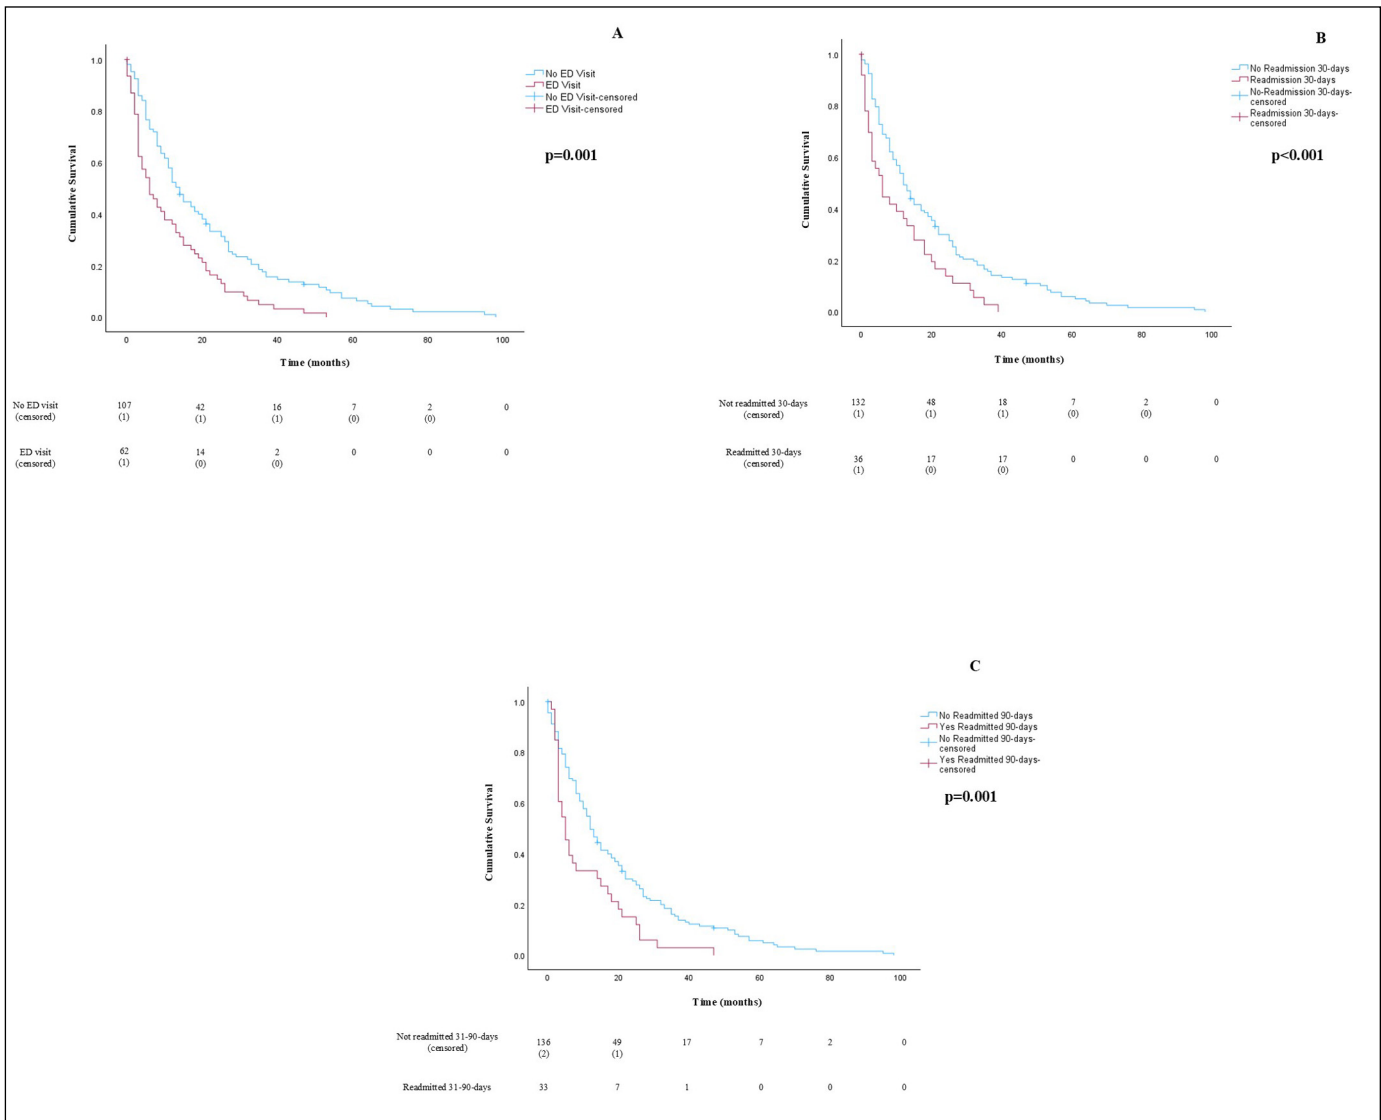 A
1.0
0.8
0.6
0.4
0.2
0.0
Cumulative Survival
0 20 40 60 80 100
Time (months)
No ED Visit
ED Visit
No ED Visit-censored
ED Visit-censored
p=0.001
No ED visit 107 42 16 7 2 0
(censored) (1) (1) (1) (0) (0)
ED visit 62 14 2 0 0 0
(censored) (1) (0) (0)
B
1.0
0.8
0.6
0.4
0.2
0.0
Cumulative Survival
0 20 40 60 80 100
Time (months)
No Readmission 30-days
Readmission 30-days
No-Readmission 30-days-
censored
Readmission 30-days-
censored
p<0.001
Not readmitted 30-days 132 48 18 7 2 0
(censored) (1) (1) (1) (0) (0)
Readmitted 30-days 36 17 17 0 0 0
(censored) (1) (0) (0)
C
1.0
0.8
0.6
0.4
0.2
0.0
Cumulative Survival
0 20 40 60 80 100
Time (months)
No Readmitted 90-days
Yes Readmitted 90-days
No Readmitted 90-days-
censored
Yes Readmitted 90-days-
censored
p=0.001
Not readmitted 31-90-days 136 49 17 7 2 0
(censored) (2) (1)
Readmitted 31-90-days 33 7 1 0 0 0